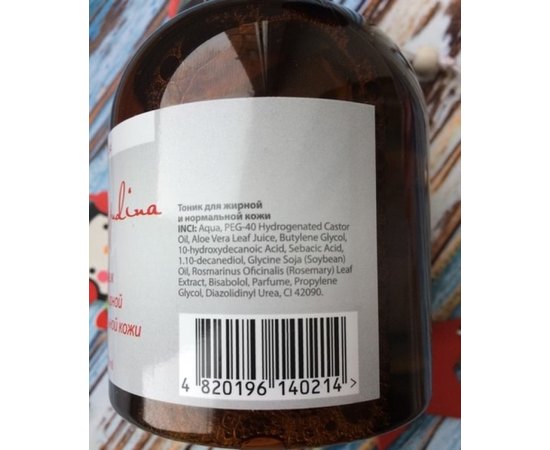 Тоник для жирной
и нормальной кожи
INCI: Aqua, PEG-40 Hydrogenated Castor
Oil, Aloe Vera Leaf Juice, Butylene Glycol,
10-hydroxydecanoic Acid, Sebacic Acid,
1.10-decanediol, Glycine Soja (Soybean)
Oil, Rosmarinus Oficinalis (Rosemary) Leaf
Extract, Bisabolol, Parfume, Propylene
Glycol, Diazolidinyl Urea, CI 42090.
кожи
4 820196 140214 >